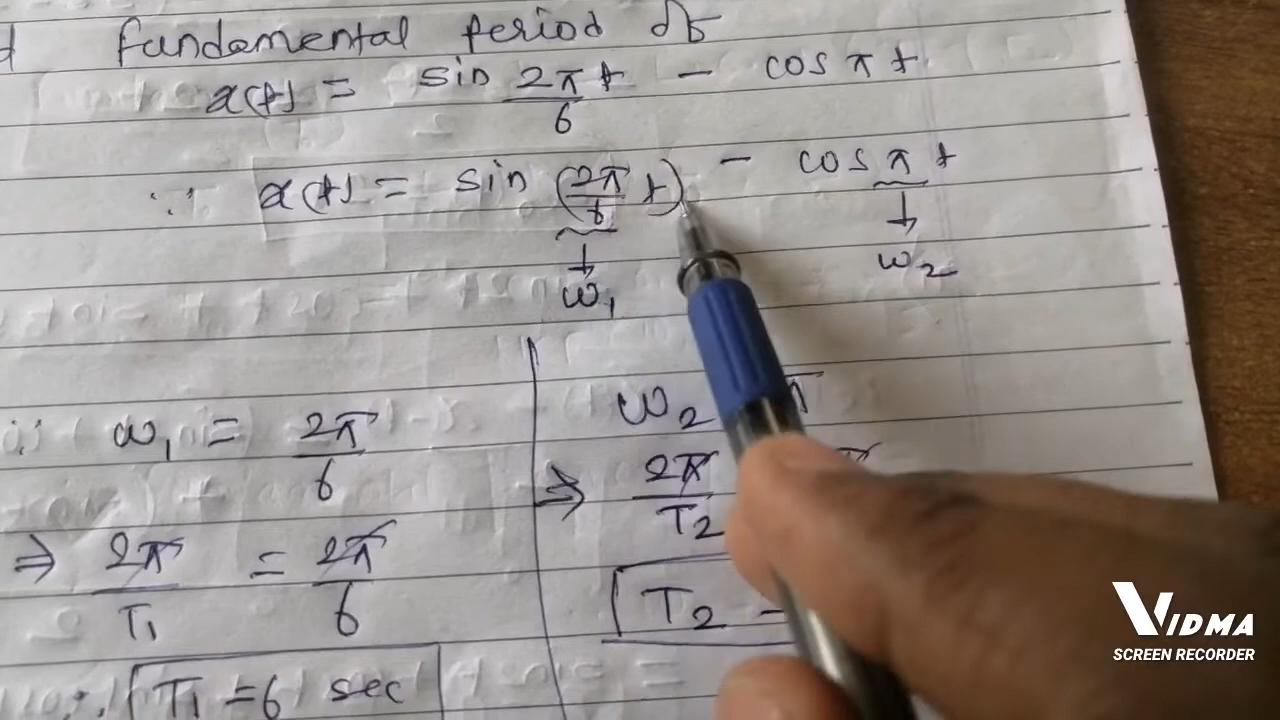 d fundamental period of
x(t) = sin 2π/6 t - cos π t
∵ x(t) = sin (2π/6 t) - cos π t
↓ ↓
ω₁ ω₂
∵ ω₁ = 2π/6
⇒ 2π/T₁ = 2π/6
∴ T₁ = 6 sec
ω₂ π
⇒ 2π/T₂ π
T₂ =
VIDMA
SCREEN RECORDER